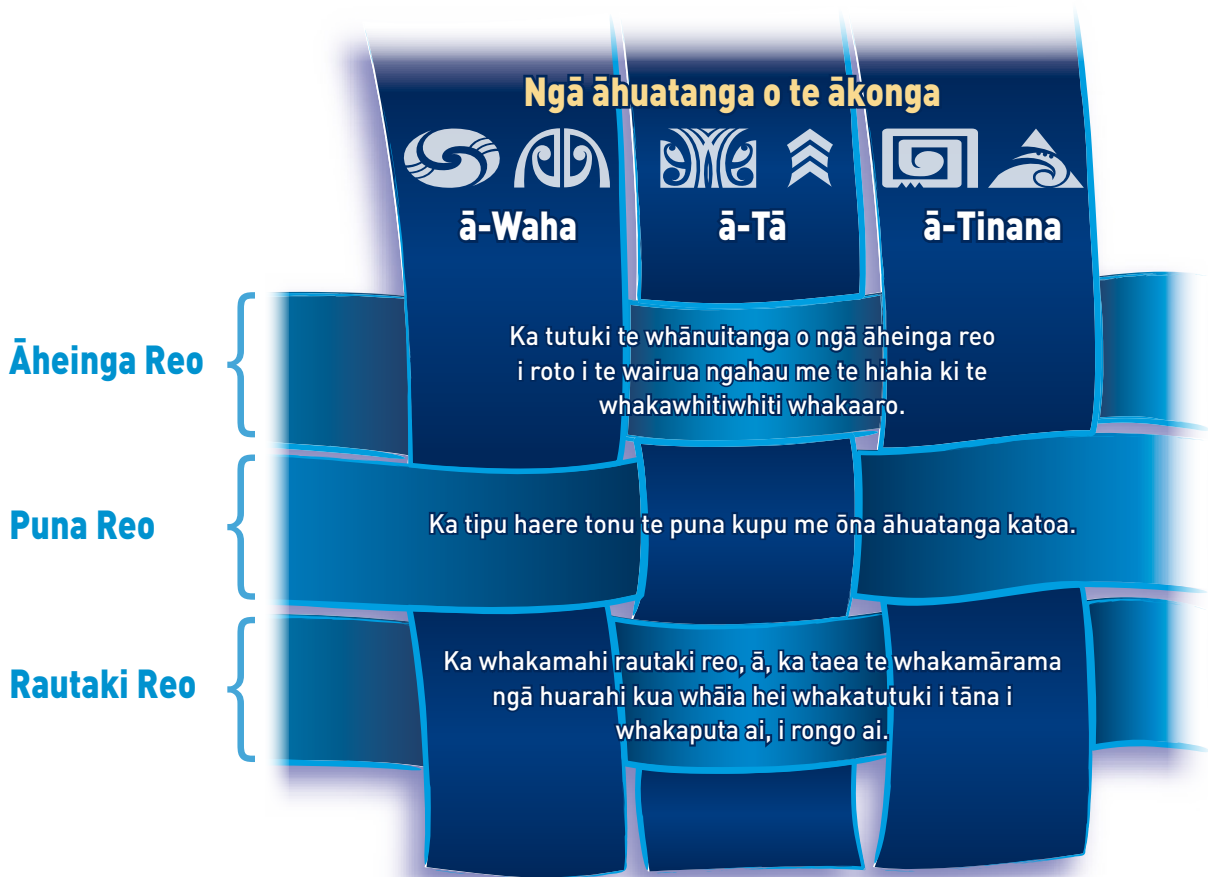 Ngā āhuatanga o te ākonga
ā-Waha
ā-Tā
ā-Tinana
Āheinga Reo
Ka tutuki te whānuitanga o ngā āheinga reo
i roto i te wairua ngahau me te hiahia ki te
whakawhitiwhiti whakaaro.
Puna Reo
Ka tipu haere tonu te puna kupu me ōna āhuatanga katoa.
Rautaki Reo
Ka whakamahi rautaki reo, ā, ka taea te whakamārama
ngā huarahi kua whāia hei whakatutuki i tāna i
whakaputa ai, i rongo ai.